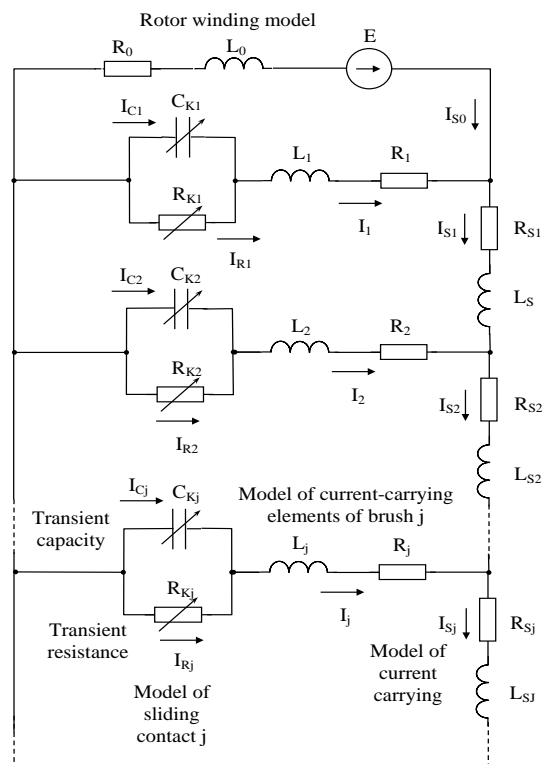 Rotor winding model
R0 L0 E
IS0
IC1 CK1
L1 R1
RK1
IR1 I1 IS1 RS1
LS
IC2 CK2
L2 R2
RK2
IR2 I2 IS2 RS2
LS2
ICj CKj
Model of current-carrying
elements of brush j
Transient
capacity
Lj Rj
RKj
Ij ISj RSj
Transient
resistance
IRj
Model of
sliding
contact j
Model of
current
carrying
LSJ